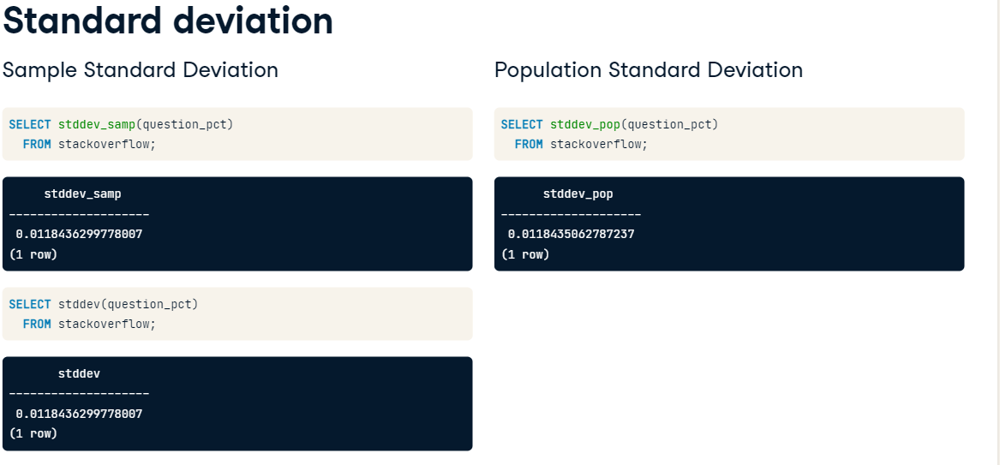 Standard deviation
Sample Standard Deviation
SELECT stddev_samp(question_pct)
  FROM stackoverflow;
     stddev_samp
--------------------
 0.0118436299778007
(1 row)
SELECT stddev(question_pct)
  FROM stackoverflow;
       stddev
--------------------
 0.0118436299778007
(1 row)
Population Standard Deviation
SELECT stddev_pop(question_pct)
  FROM stackoverflow;
      stddev_pop
--------------------
 0.0118435062787237
(1 row)